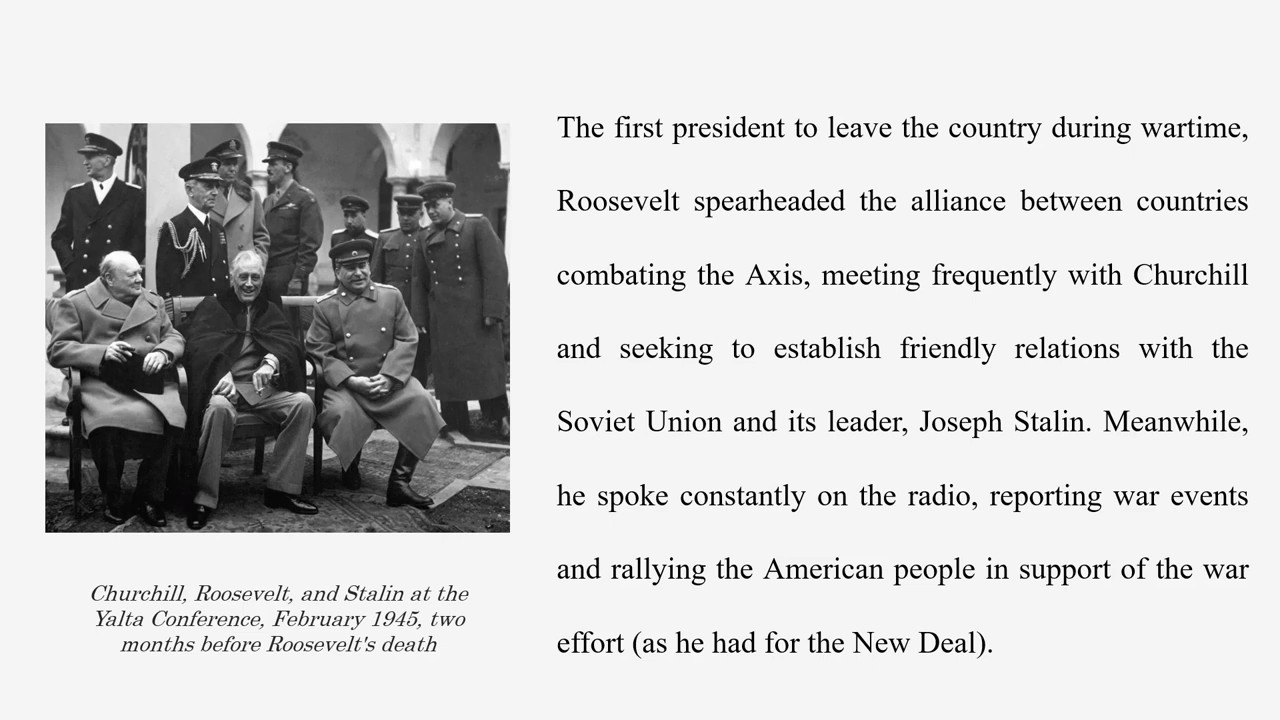 The first president to leave the country during wartime,
Roosevelt spearheaded the alliance between countries
combating the Axis, meeting frequently with Churchill
and seeking to establish friendly relations with the
Soviet Union and its leader, Joseph Stalin. Meanwhile,
he spoke constantly on the radio, reporting war events
and rallying the American people in support of the war
effort (as he had for the New Deal).
Churchill, Roosevelt, and Stalin at the
Yalta Conference, February 1945, two
months before Roosevelt's death